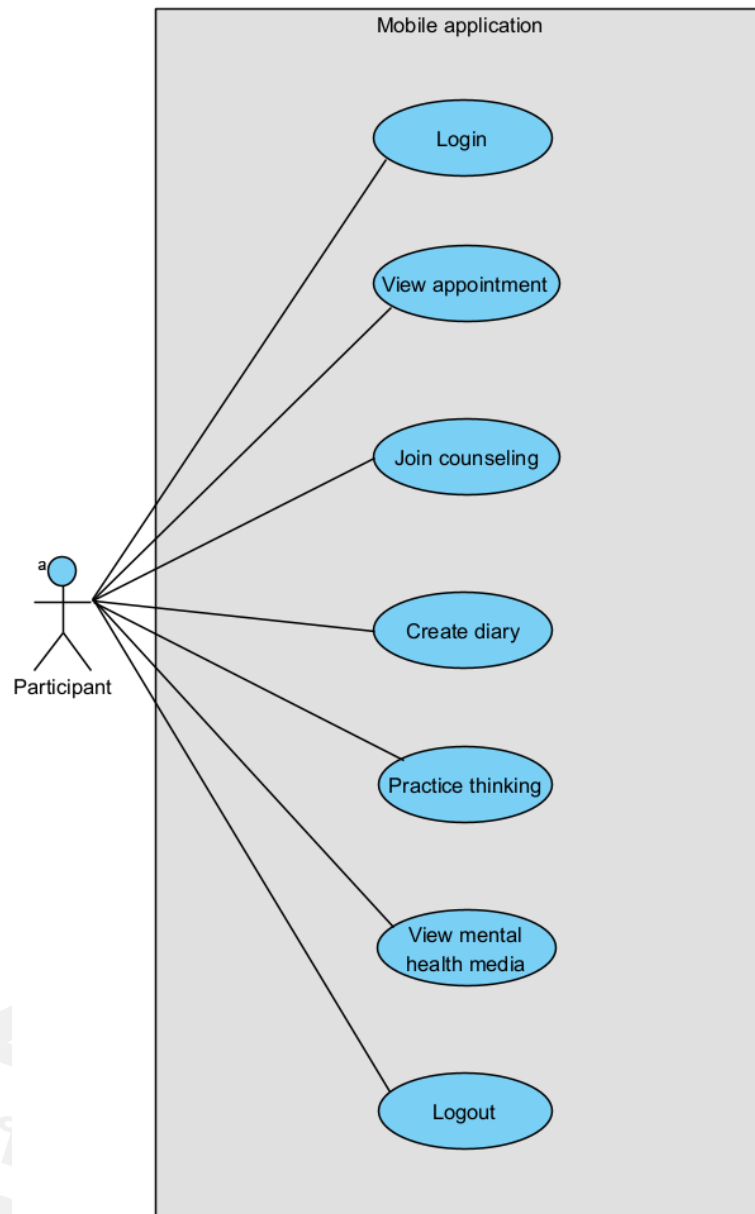 Mobile application
Login
View appointment
Join counseling
a
Create diary
Participant
Practice thinking
View mental
health media
Logout